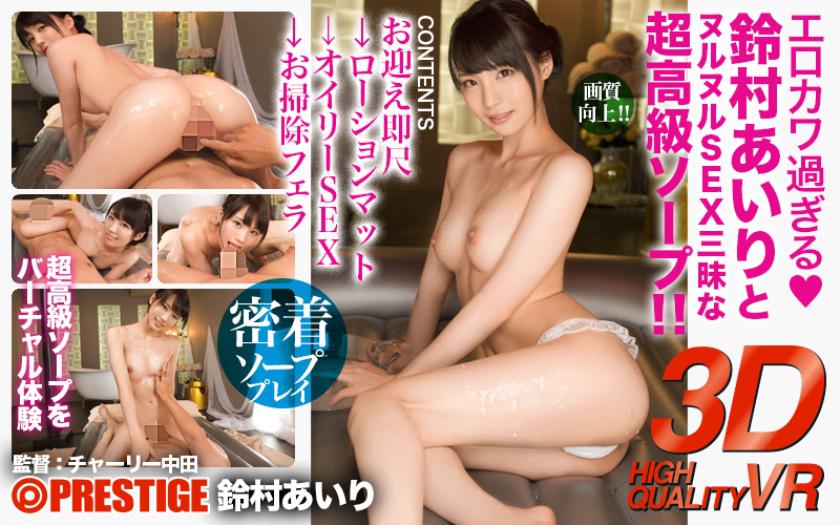 エロカワ過ぎる♥
鈴村あいりと
ヌルヌルSEX三昧な
超高級ソープ!!
画質
向上!!
CONTENTS
お迎え即尺
→ローションマット
→オイリーSEX
→お掃除フェラ
超高級ソープを
バーチャル体験
密着
ソープ
プレイ
監督：チャーリー中田
PRESTIGE 鈴村あいり
3D
HIGH
QUALITY VR